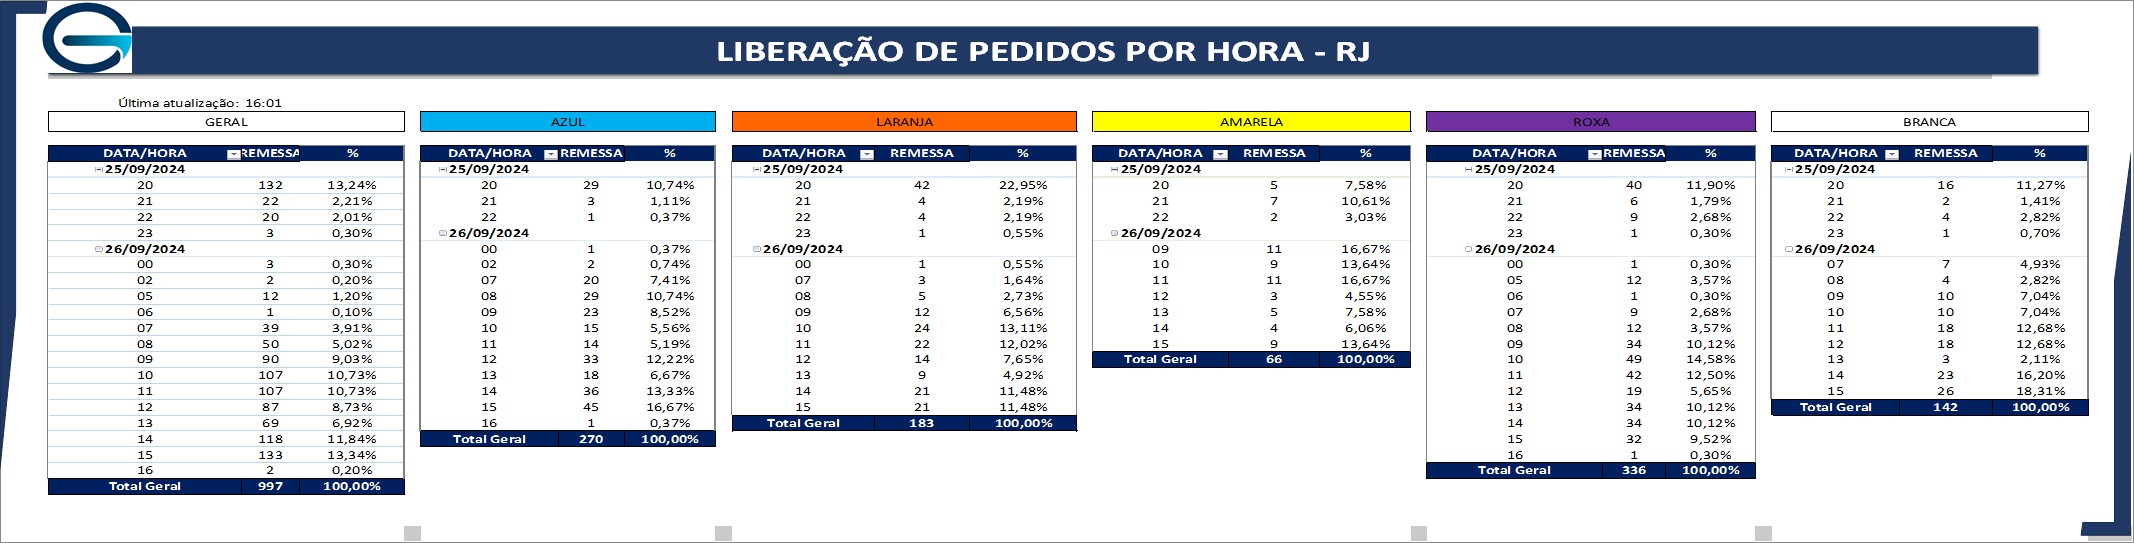 LIBERAÇÃO DE PEDIDOS POR HORA - RJ
Última atualização: 16:01
GERAL
DATA/HORA REMESSA %
25/09/2024
20 132 13,24%
21 22 2,21%
22 20 2,01%
23 3 0,30%
26/09/2024
00 3 0,30%
02 2 0,20%
05 12 1,20%
06 1 0,10%
07 39 3,91%
08 50 5,02%
09 90 9,03%
10 107 10,73%
11 107 10,73%
12 87 8,73%
13 69 6,92%
14 118 11,84%
15 133 13,34%
16 2 0,20%
Total Geral 997 100,00%
AZUL
DATA/HORA REMESSA %
25/09/2024
20 29 10,74%
21 3 1,11%
22 1 0,37%
26/09/2024
00 1 0,37%
02 2 0,74%
07 20 7,41%
08 29 10,74%
09 23 8,52%
10 15 5,56%
11 14 5,19%
12 33 12,22%
13 18 6,67%
14 36 13,33%
15 45 16,67%
16 1 0,37%
Total Geral 270 100,00%
LARANJA
DATA/HORA REMESSA %
25/09/2024
20 42 22,95%
21 4 2,19%
22 4 2,19%
23 1 0,55%
26/09/2024
00 1 0,55%
07 3 1,64%
08 5 2,73%
09 12 6,56%
10 24 13,11%
11 22 12,02%
12 14 7,65%
13 9 4,92%
14 21 11,48%
15 21 11,48%
Total Geral 183 100,00%
AMARELA
DATA/HORA REMESSA %
25/09/2024
20 5 7,58%
21 7 10,61%
22 2 3,03%
26/09/2024
09 11 16,67%
10 9 13,64%
11 11 16,67%
12 3 4,55%
13 5 7,58%
14 4 6,06%
15 9 13,64%
Total Geral 66 100,00%
ROXA
DATA/HORA REMESSA %
25/09/2024
20 40 11,90%
21 6 1,79%
22 9 2,68%
23 1 0,30%
26/09/2024
00 1 0,30%
05 12 3,57%
06 1 0,30%
07 9 2,68%
08 12 3,57%
09 34 10,12%
10 49 14,58%
11 42 12,50%
12 19 5,65%
13 34 10,12%
14 34 10,12%
15 32 9,52%
16 1 0,30%
Total Geral 336 100,00%
BRANCA
DATA/HORA REMESSA %
25/09/2024
20 16 11,27%
21 2 1,41%
22 4 2,82%
23 1 0,70%
26/09/2024
07 7 4,93%
08 4 2,82%
09 10 7,04%
10 10 7,04%
11 18 12,68%
12 18 12,68%
13 3 2,11%
14 23 16,20%
15 26 18,31%
Total Geral 142 100,00%